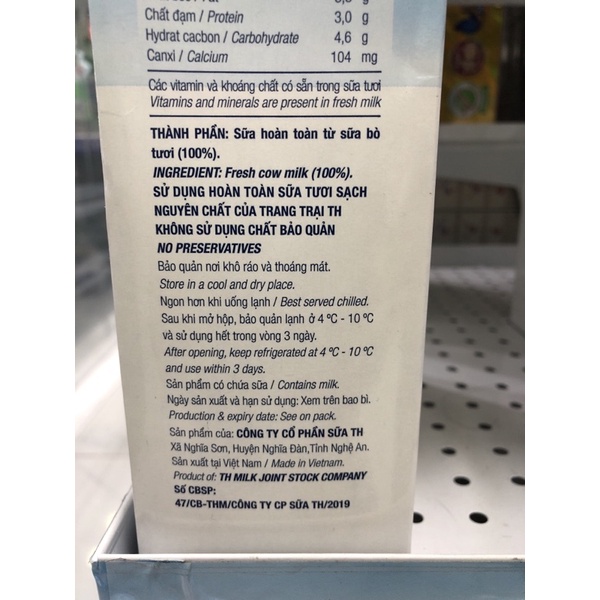 Chất đạm / Protein 3,0 g
Hydrat cacbon / Carbohydrate 4,6 g
Canxi / Calcium 104 mg
Các vitamin và khoáng chất có sẵn trong sữa tươi
Vitamins and minerals are present in fresh milk
THÀNH PHẦN: Sữa hoàn toàn từ sữa bò
tươi (100%).
INGREDIENT: Fresh cow milk (100%).
SỬ DỤNG HOÀN TOÀN SỮA TƯƠI SẠCH
NGUYÊN CHẤT CỦA TRANG TRẠI TH
KHÔNG SỬ DỤNG CHẤT BẢO QUẢN
NO PRESERVATIVES
Bảo quản nơi khô ráo và thoáng mát.
Store in a cool and dry place.
Ngon hơn khi uống lạnh / Best served chilled.
Sau khi mở hộp, bảo quản lạnh ở 4 ºC - 10 ºC
và sử dụng hết trong vòng 3 ngày.
After opening, keep refrigerated at 4 ºC - 10 ºC
and use within 3 days.
Sản phẩm có chứa sữa / Contains milk.
Ngày sản xuất và hạn sử dụng: Xem trên bao bì.
Production & expiry date: See on pack.
Sản phẩm của: CÔNG TY CỔ PHẦN SỮA TH
Xã Nghĩa Sơn, Huyện Nghĩa Đàn,Tỉnh Nghệ An.
Sản xuất tại Việt Nam / Made in Vietnam.
Product of: TH MILK JOINT STOCK COMPANY
Số CBSP:
47/CB-THM/CÔNG TY CP SỮA TH/2019